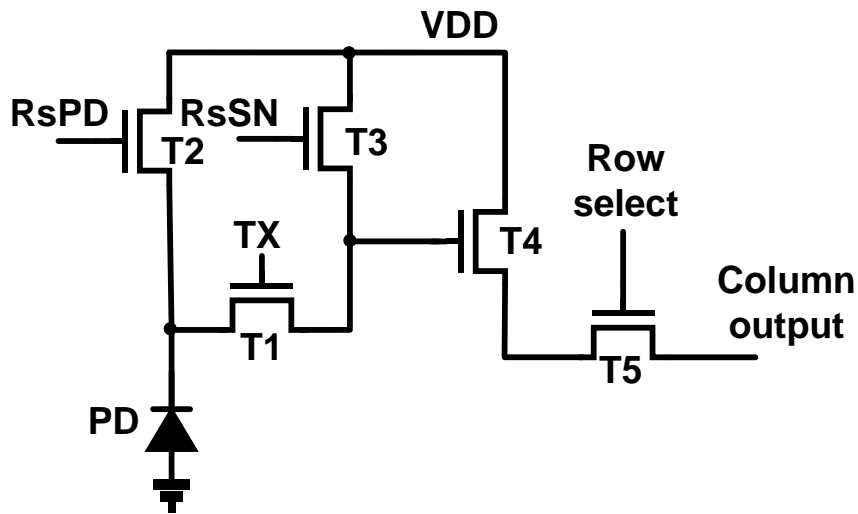 VDD
RsPD
RsSN
T2
T3
Row
select
TX
T4
Column
output
T1
T5
PD